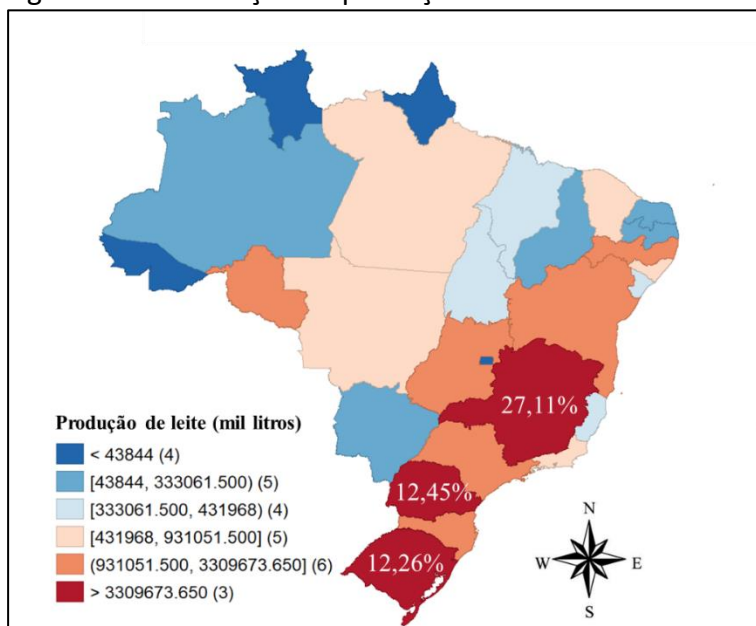 27,11%
12,45%
12,26%
Produção de leite (mil litros)
< 43844 (4)
[43844, 333061.500) (5)
[333061.500, 431968) (4)
[431968, 931051.500] (5)
(931051.500, 3309673.650] (6)
> 3309673.650 (3)
N
W E
S